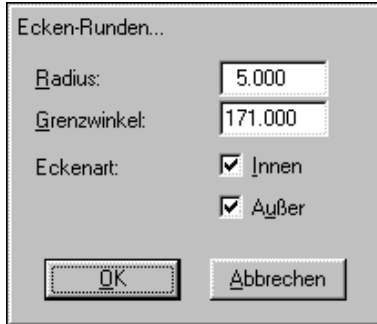 Ecken-Runden...
Radius: 5.000
Grenzwinkel: 171.000
Eckenart: Innen
Außer
OK Abbrechen